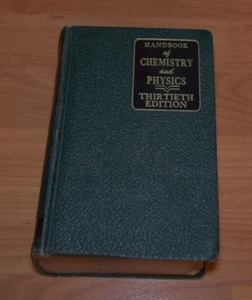 HANDBOOK
of
CHEMISTRY
and
PHYSICS
THIRTIETH
EDITION